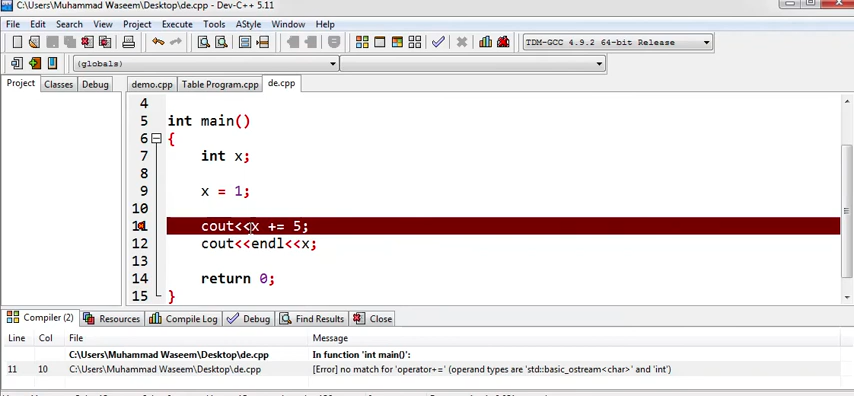 C:\Users\Muhammad Waseem\Desktop\de.cpp - Dev-C++ 5.11
File Edit Search View Project Execute Tools AStyle Window Help
TDM-GCC 4.9.2 64-bit Release
(globals)
Project Classes Debug demo.cpp Table Program.cpp de.cpp
4
5 int main()
6 {
7 int x;
8
9 x = 1;
10
11 cout<<x += 5;
12 cout<<endl<<x;
13
14 return 0;
15 }
Compiler (2) Resources Compile Log Debug Find Results Close
Line Col File Message
C:\Users\Muhammad Waseem\Desktop\de.cpp In function 'int main()':
11 10 C:\Users\Muhammad Waseem\Desktop\de.cpp [Error] no match for 'operator+=' (operand types are 'std::basic_ostream<char>' and 'int')